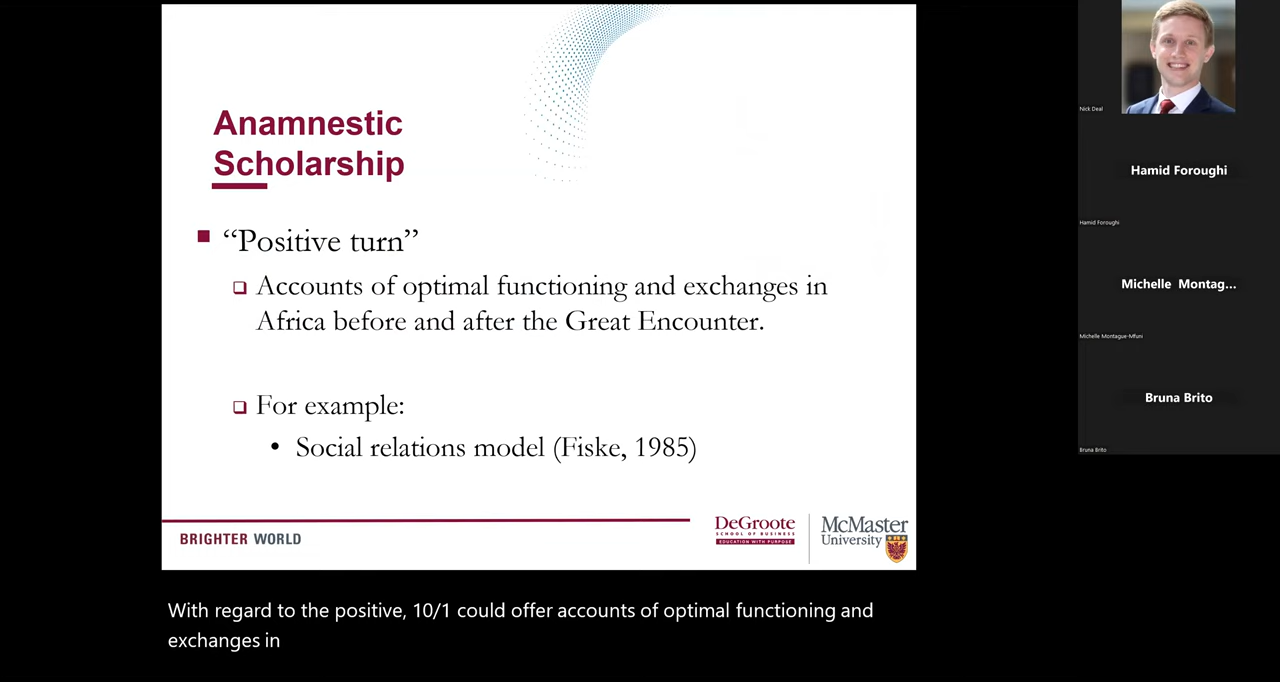 Anamnestic
Scholarship
“Positive turn”
Accounts of optimal functioning and exchanges in
Africa before and after the Great Encounter.
For example:
• Social relations model (Fiske, 1985)
BRIGHTER WORLD
DeGroote
SCHOOL OF BUSINESS
EDUCATION WITH PURPOSE
McMaster
University
With regard to the positive, 10/1 could offer accounts of optimal functioning and
exchanges in
Nick Deal
Hamid Foroughi
Hamid Foroughi
Michelle Montag...
Michelle Montague-Mfuni
Bruna Brito
Bruna Brito